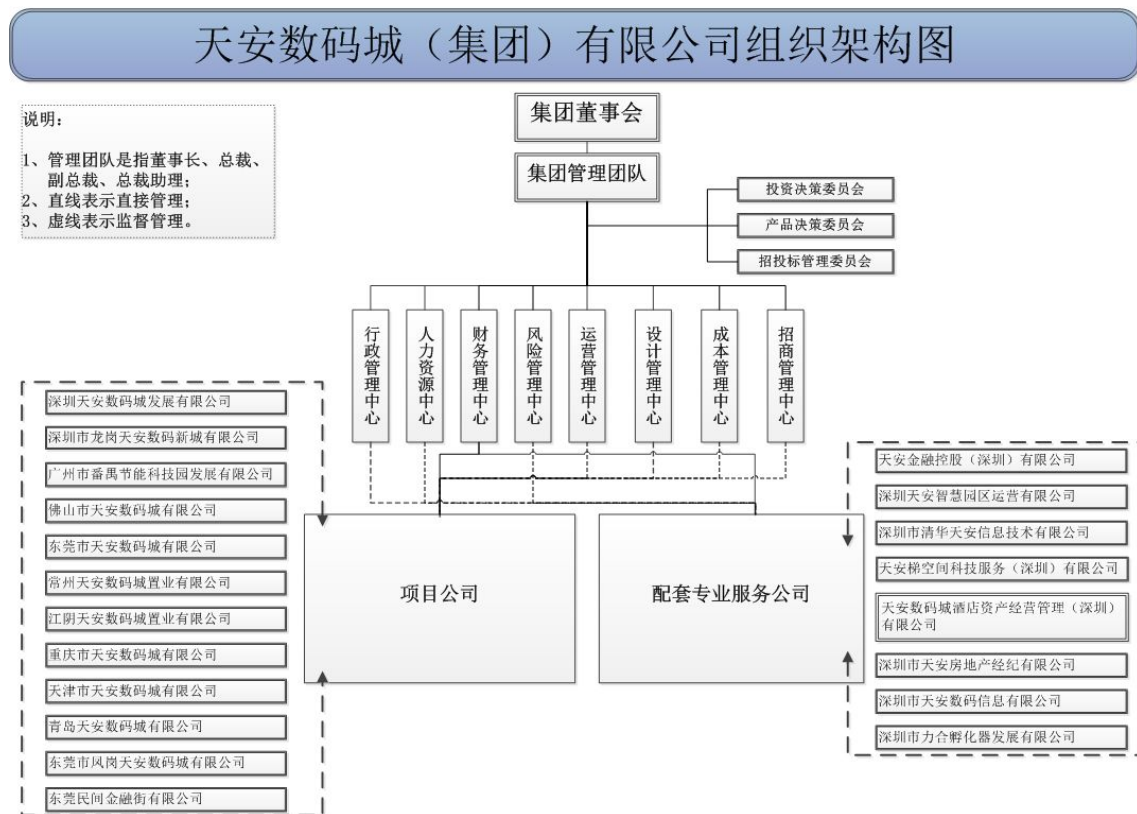 天安数码城（集团）有限公司组织架构图
说明：
1、管理团队是指董事长、总裁、
副总裁、总裁助理；
2、直线表示直接管理；
3、虚线表示监督管理。
集团董事会
集团管理团队
投资决策委员会
产品决策委员会
招投标管理委员会
行政管理中心
人力资源中心
财务管理中心
风险管理中心
运营管理中心
设计管理中心
成本管理中心
招商管理中心
深圳天安数码城发展有限公司
深圳市龙岗天安数码新城有限公司
广州市番禺节能科技园发展有限公司
佛山市天安数码城有限公司
东莞市天安数码城有限公司
常州天安数码城置业有限公司
江阴天安数码城置业有限公司
重庆市天安数码城有限公司
天津市天安数码城有限公司
青岛天安数码城有限公司
东莞市凤岗天安数码城有限公司
东莞民间金融街有限公司
项目公司
配套专业服务公司
天安金融控股（深圳）有限公司
深圳天安智慧园区运营有限公司
深圳市清华天安信息技术有限公司
天安梯空间科技服务（深圳）有限公司
天安数码城酒店资产经营管理（深圳）
有限公司
深圳市天安房地产经纪有限公司
深圳市天安数码信息有限公司
深圳市力合孵化器发展有限公司